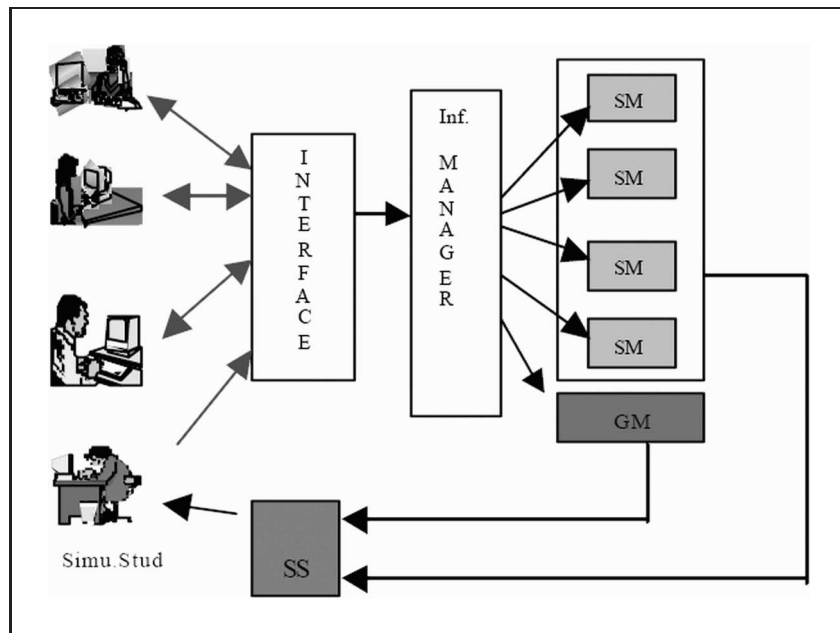 SM
Inf.
MANAGER
INTERFACE
SM
SM
SM
GM
SS
Simu.Stud